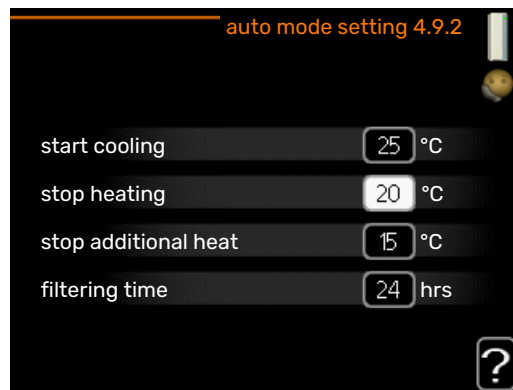 auto mode setting 4.9.2
start cooling 25 °C
stop heating 20 °C
stop additional heat 15 °C
filtering time 24 hrs
?